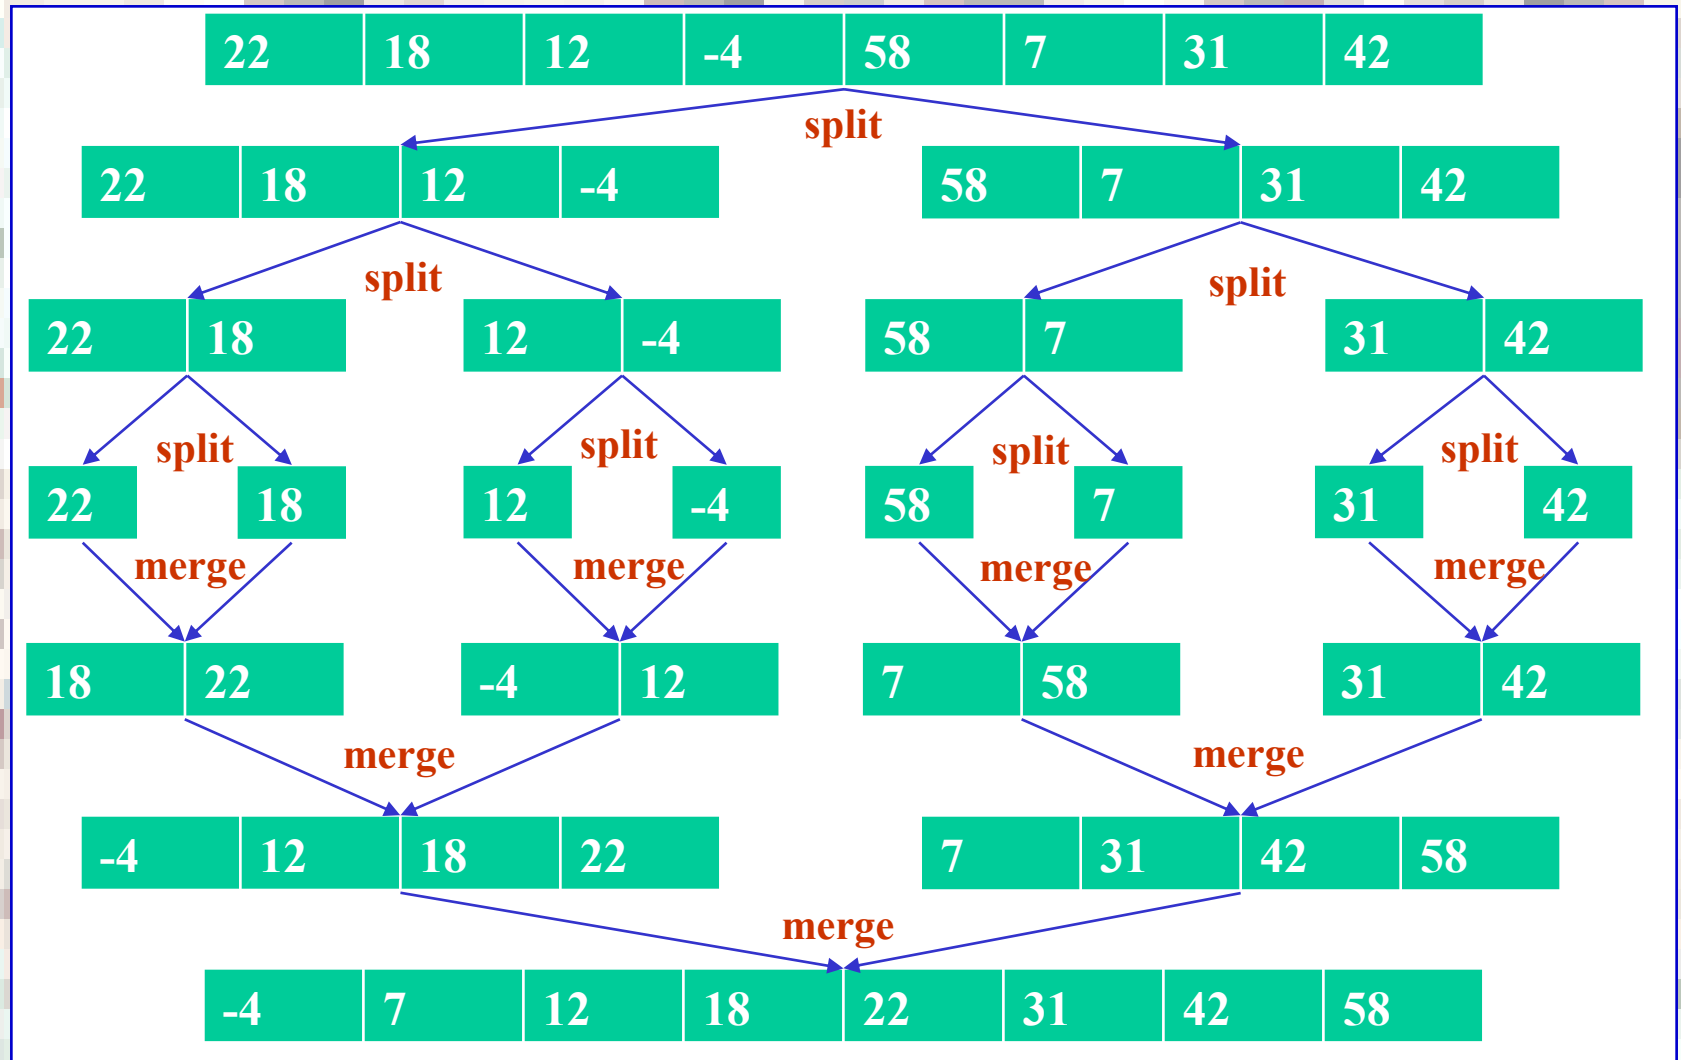 22 18 12 -4 58 7 31 42
split
22 18 12 -4 58 7 31 42
split split
22 18 12 -4 58 7 31 42
split split split split
22 18 12 -4 58 7 31 42
merge merge merge merge
18 22 -4 12 7 58 31 42
merge merge
-4 12 18 22 7 31 42 58
merge
-4 7 12 18 22 31 42 58